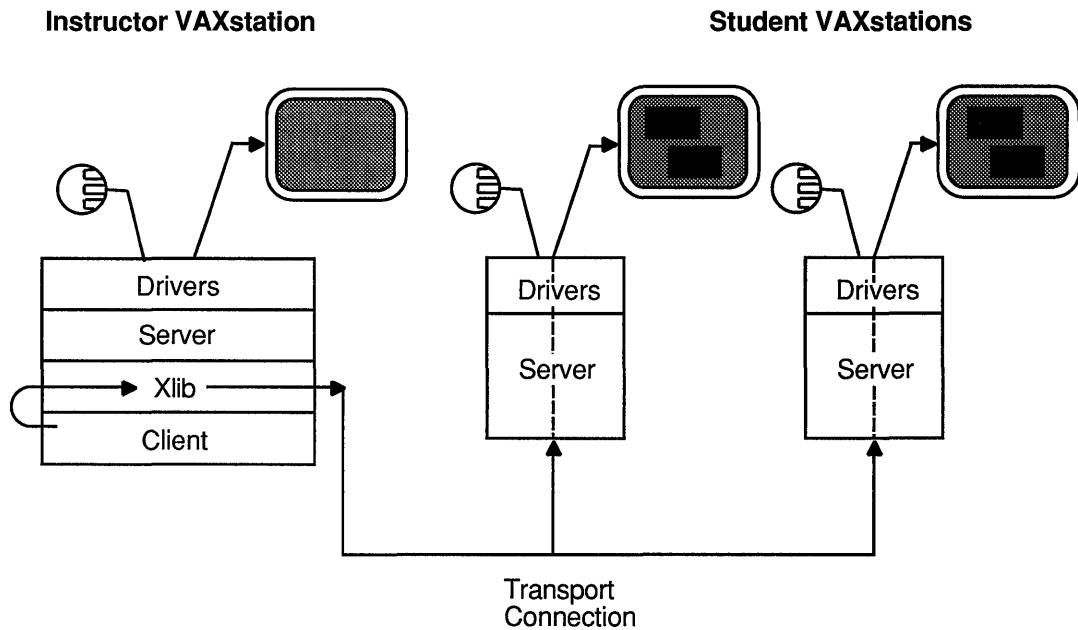 Instructor VAXstation
Student VAXstations
Drivers
Server
Xlib
Client
Drivers
Server
Drivers
Server
Transport
Connection